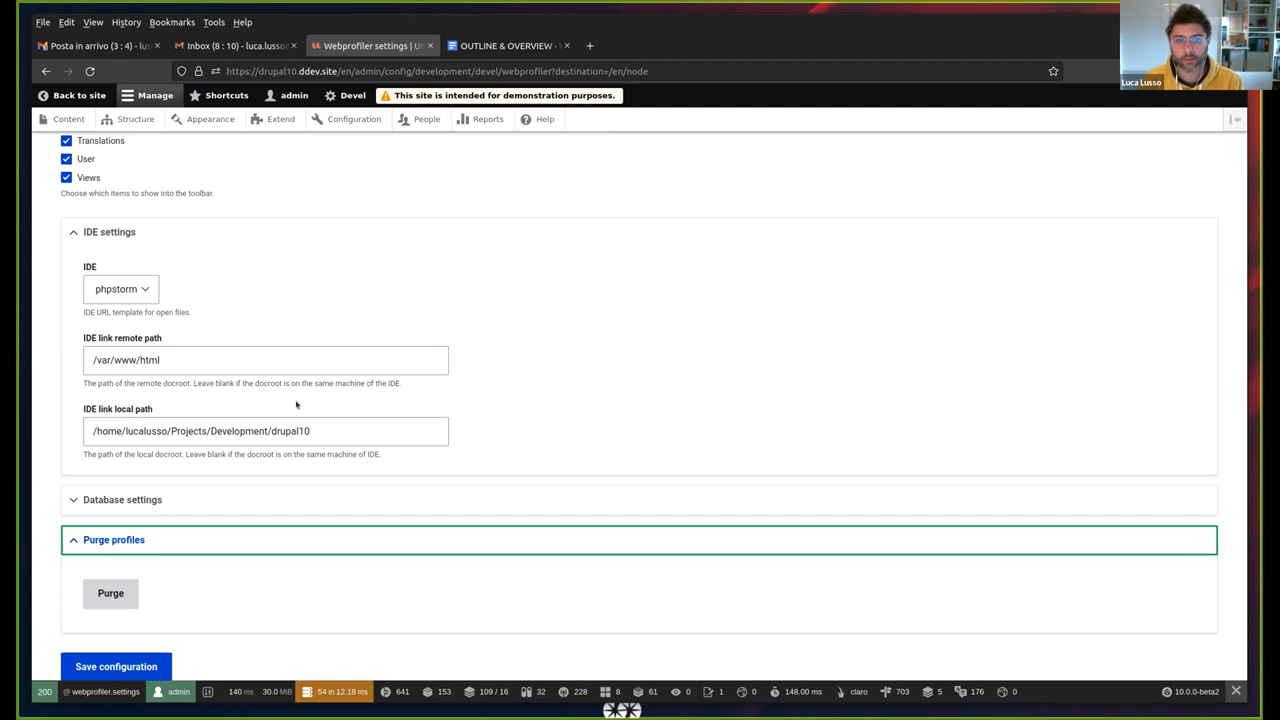 File Edit View History Bookmarks Tools Help
Posta in arrivo (3 : 4) - lus
Inbox (8 : 10) - luca.lusso
Webprofiler settings | Un
OUTLINE & OVERVIEW -
https://drupal10.ddev.site/en/admin/config/development/devel/webprofiler?destination=/en/node
Luca Lusso
Back to site Manage Shortcuts admin Devel This site is intended for demonstration purposes.
Content Structure Appearance Extend Configuration People Reports Help
Translations
User
Views
Choose which items to show into the toolbar.
IDE settings
IDE
phpstorm
IDE URL template for open files.
IDE link remote path
/var/www/html
The path of the remote docroot. Leave blank if the docroot is on the same machine of the IDE.
IDE link local path
/home/lucalusso/Projects/Development/drupal10
The path of the local docroot. Leave blank if the docroot is on the same machine of IDE.
Database settings
Purge profiles
Purge
Save configuration
200 @ webprofiler.settings admin 140 ms 30.0 MiB 54 in 12.18 ms 641 153 109 / 16 32 228 8 61 0 1 0 148.00 ms claro 703 5 176 0 10.0.0-beta2